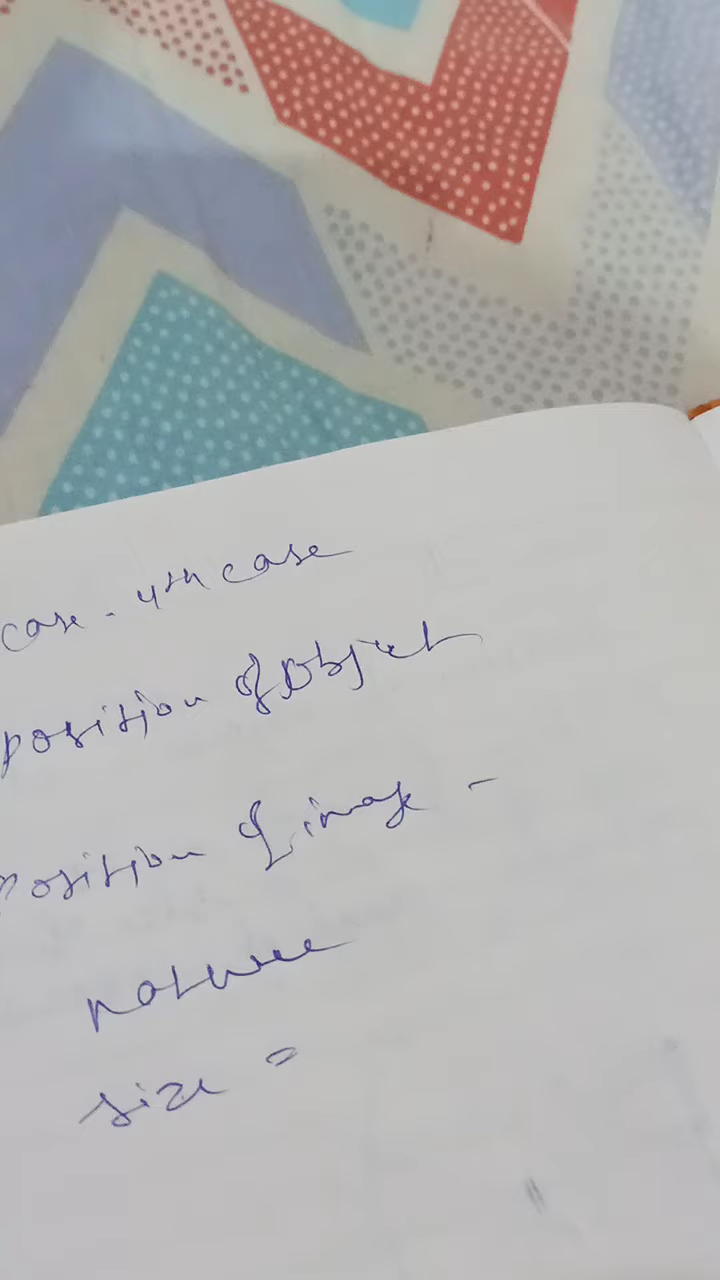 case - 4th case
position of object
position of image -
nature
size =